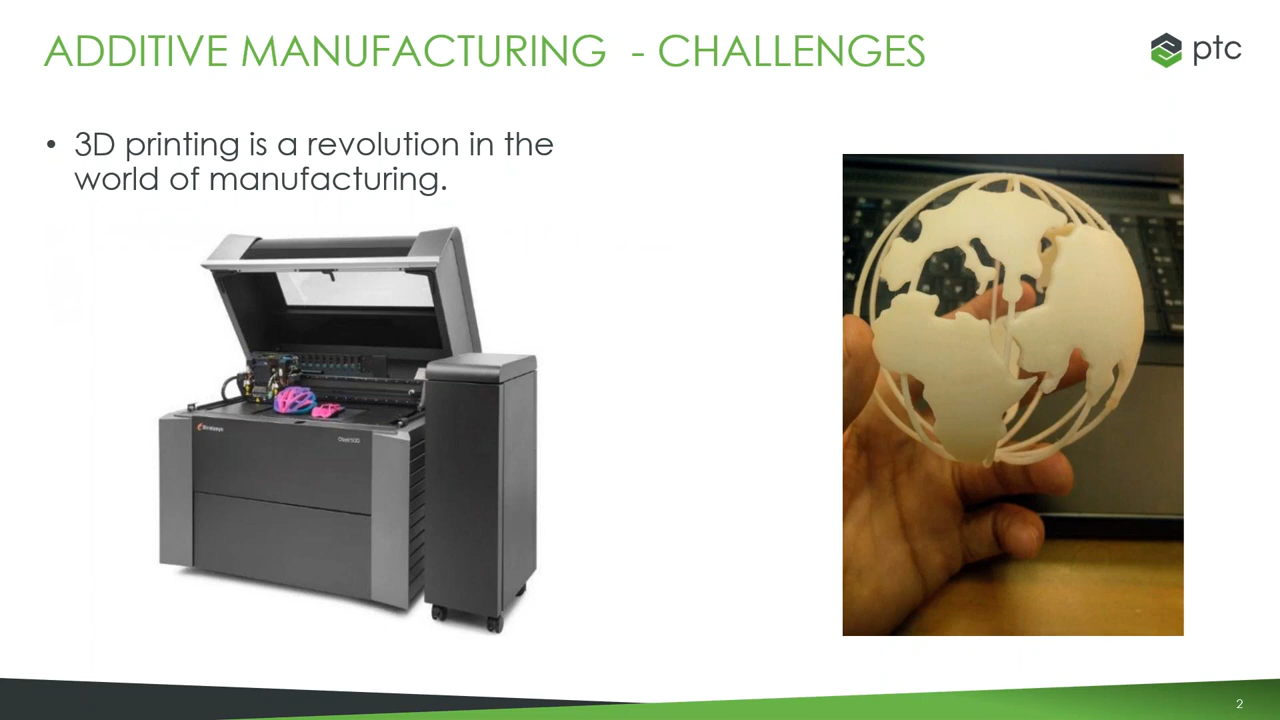 ADDITIVE MANUFACTURING - CHALLENGES
ptc
• 3D printing is a revolution in the
world of manufacturing.
2